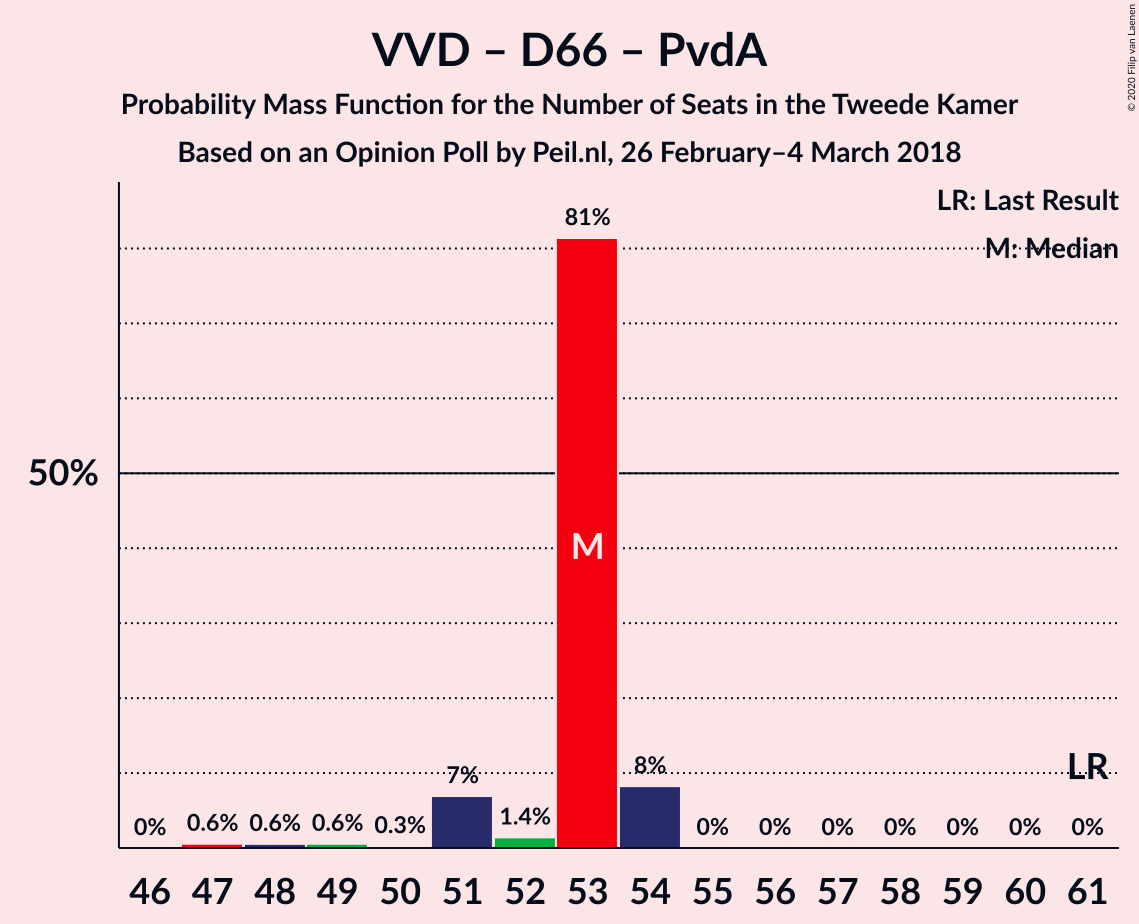 VVD – D66 – PvdA
Probability Mass Function for the Number of Seats in the Tweede Kamer
Based on an Opinion Poll by Peil.nl, 26 February–4 March 2018
© 2020 Filip van Laenen
LR: Last Result
M: Median
81%
50%
M
LR
0% 0.6% 0.6% 0.6% 0.3% 7% 1.4% 8% 0% 0% 0% 0% 0% 0% 0%
46 47 48 49 50 51 52 53 54 55 56 57 58 59 60 61